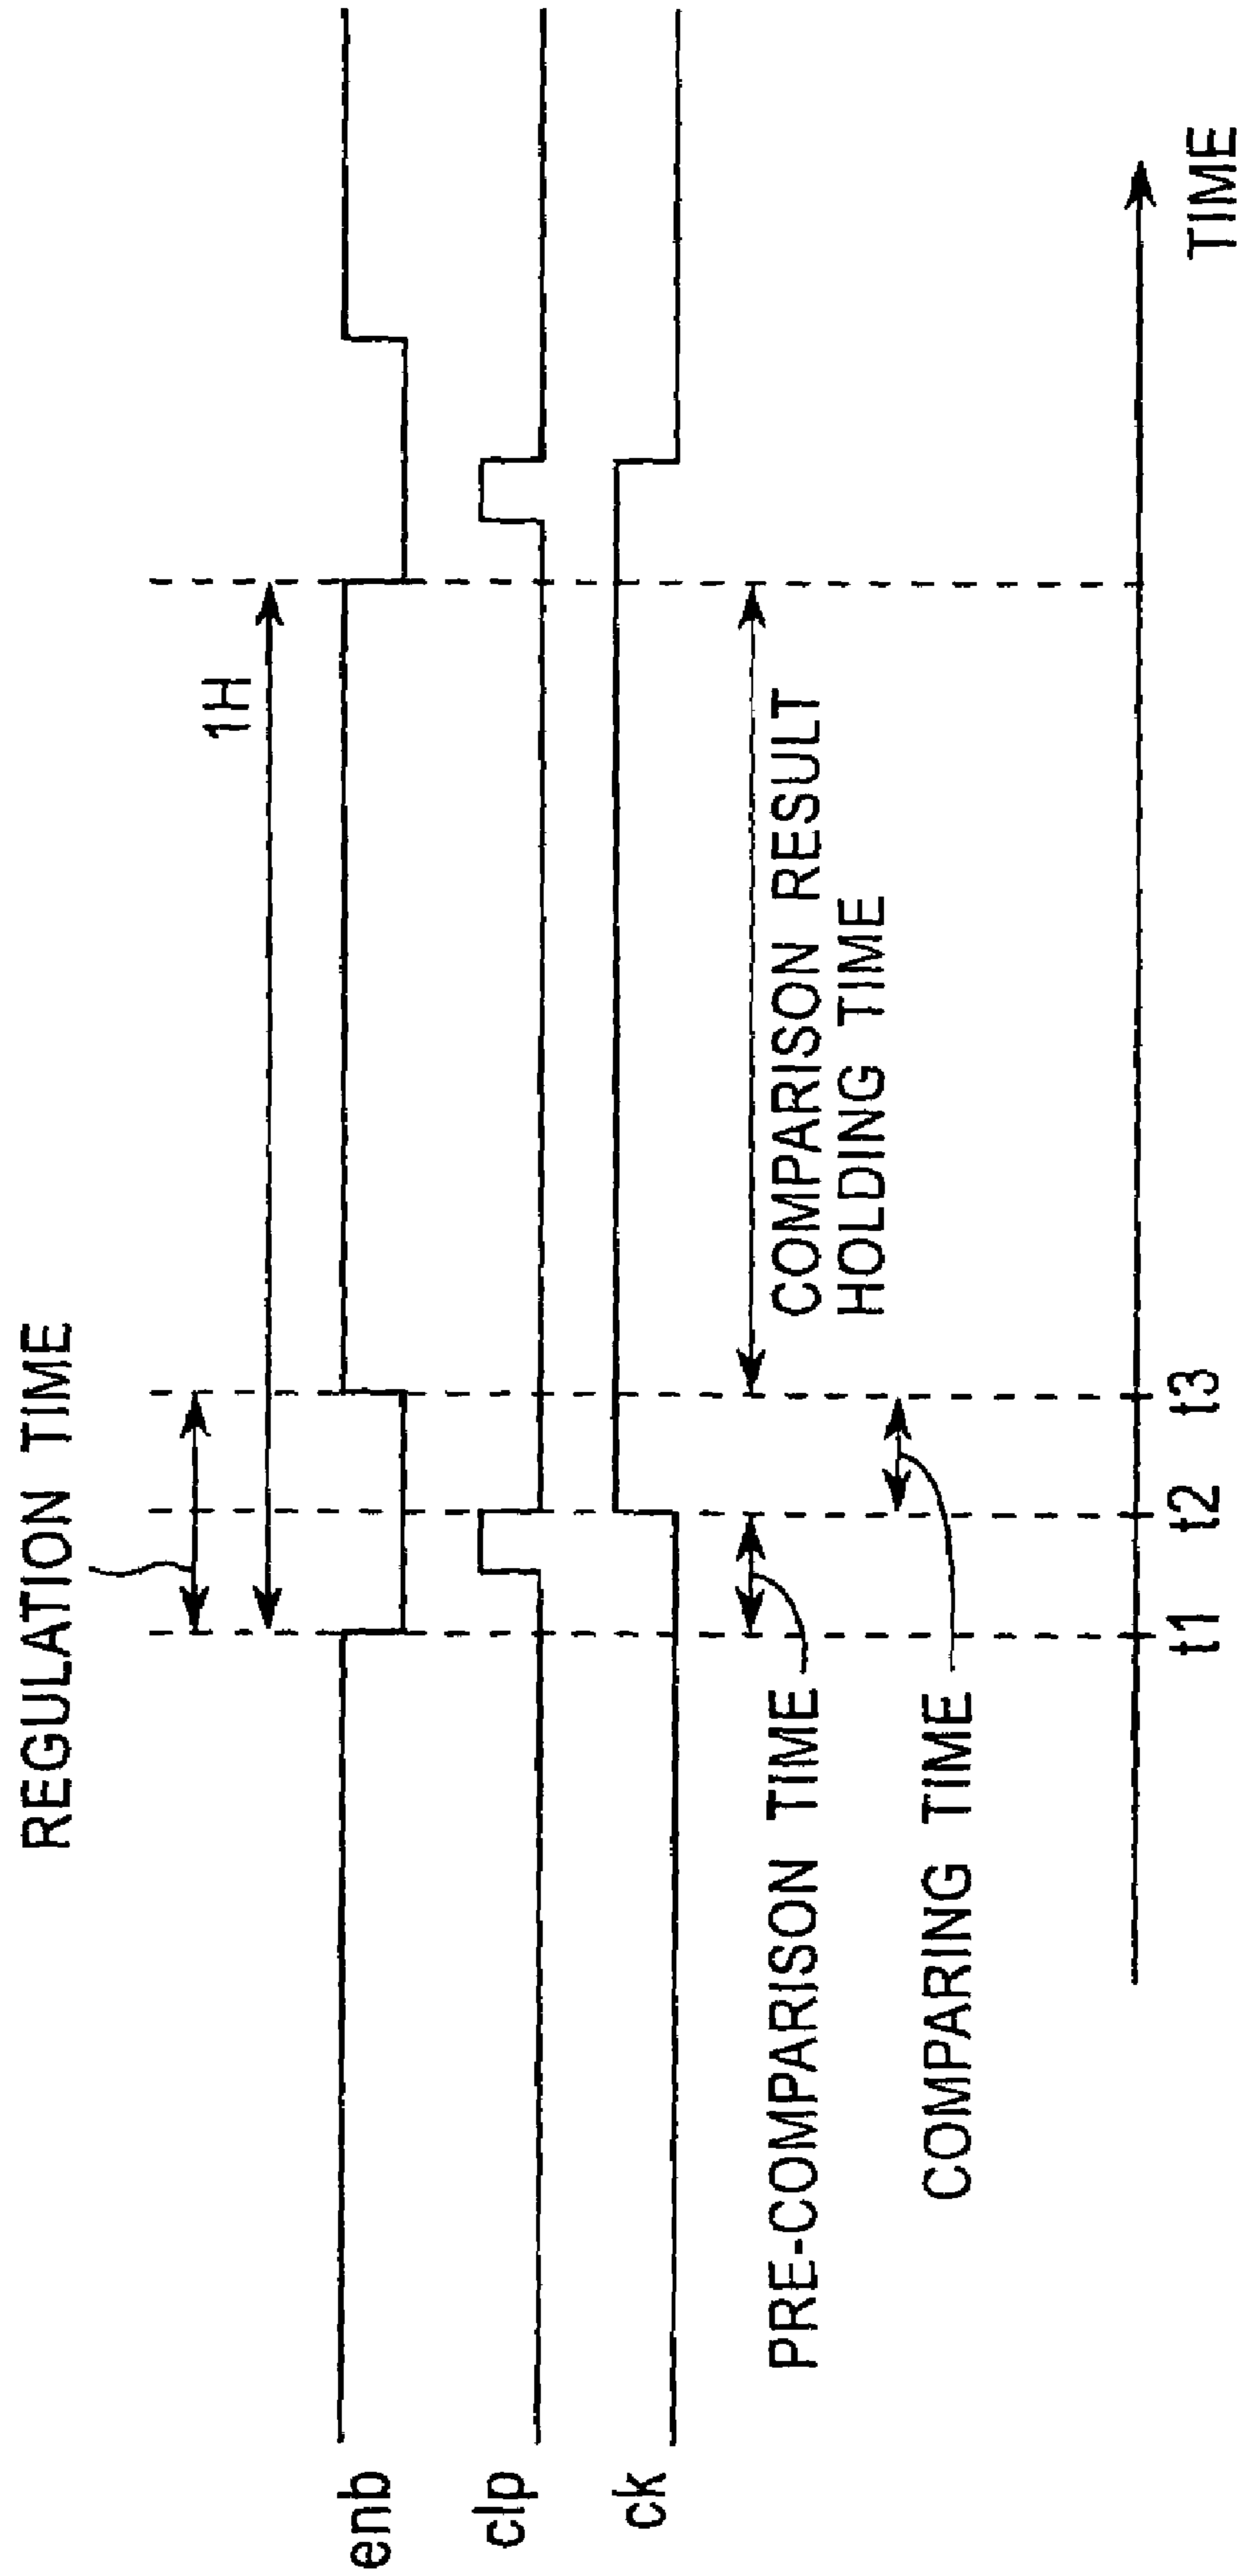 REGULATION TIME
1H
enb
clp
ck
COMPARISON RESULT
HOLDING TIME
PRE-COMPARISON TIME
COMPARING TIME
t1
t2
t3
TIME